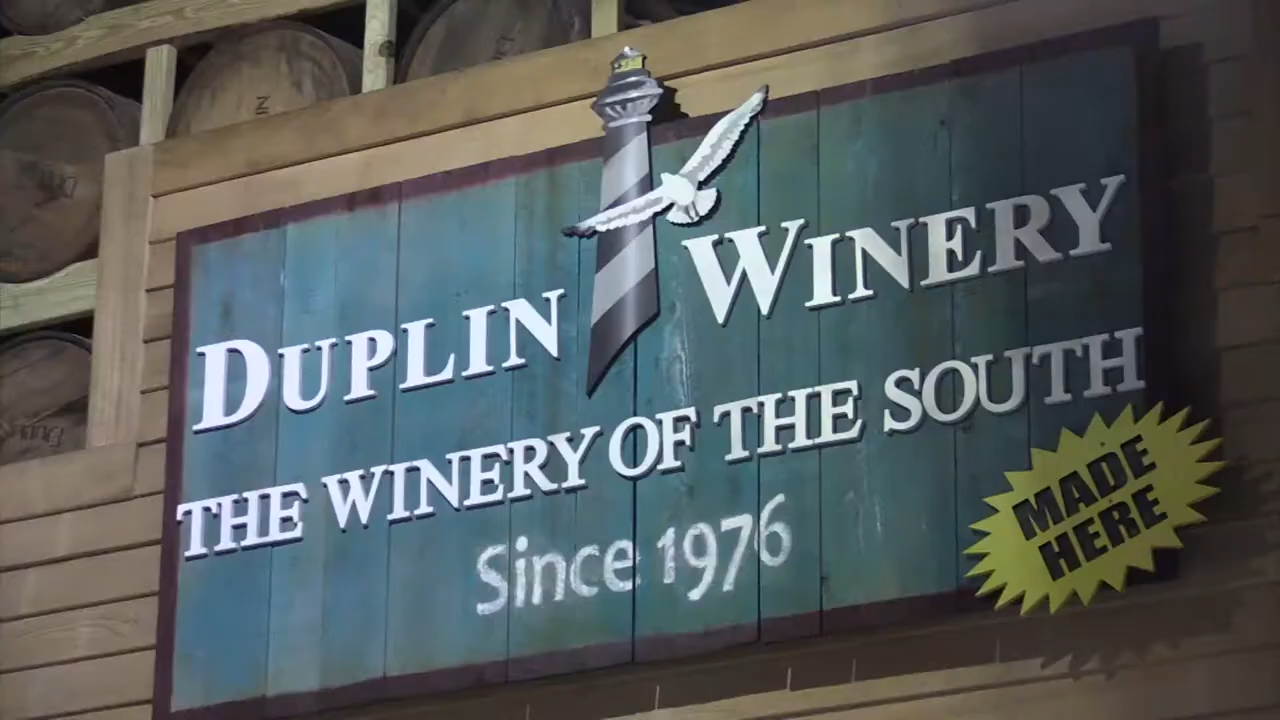 DUPLIN WINERY
THE WINERY OF THE SOUTH
Since 1976
MADE
HERE